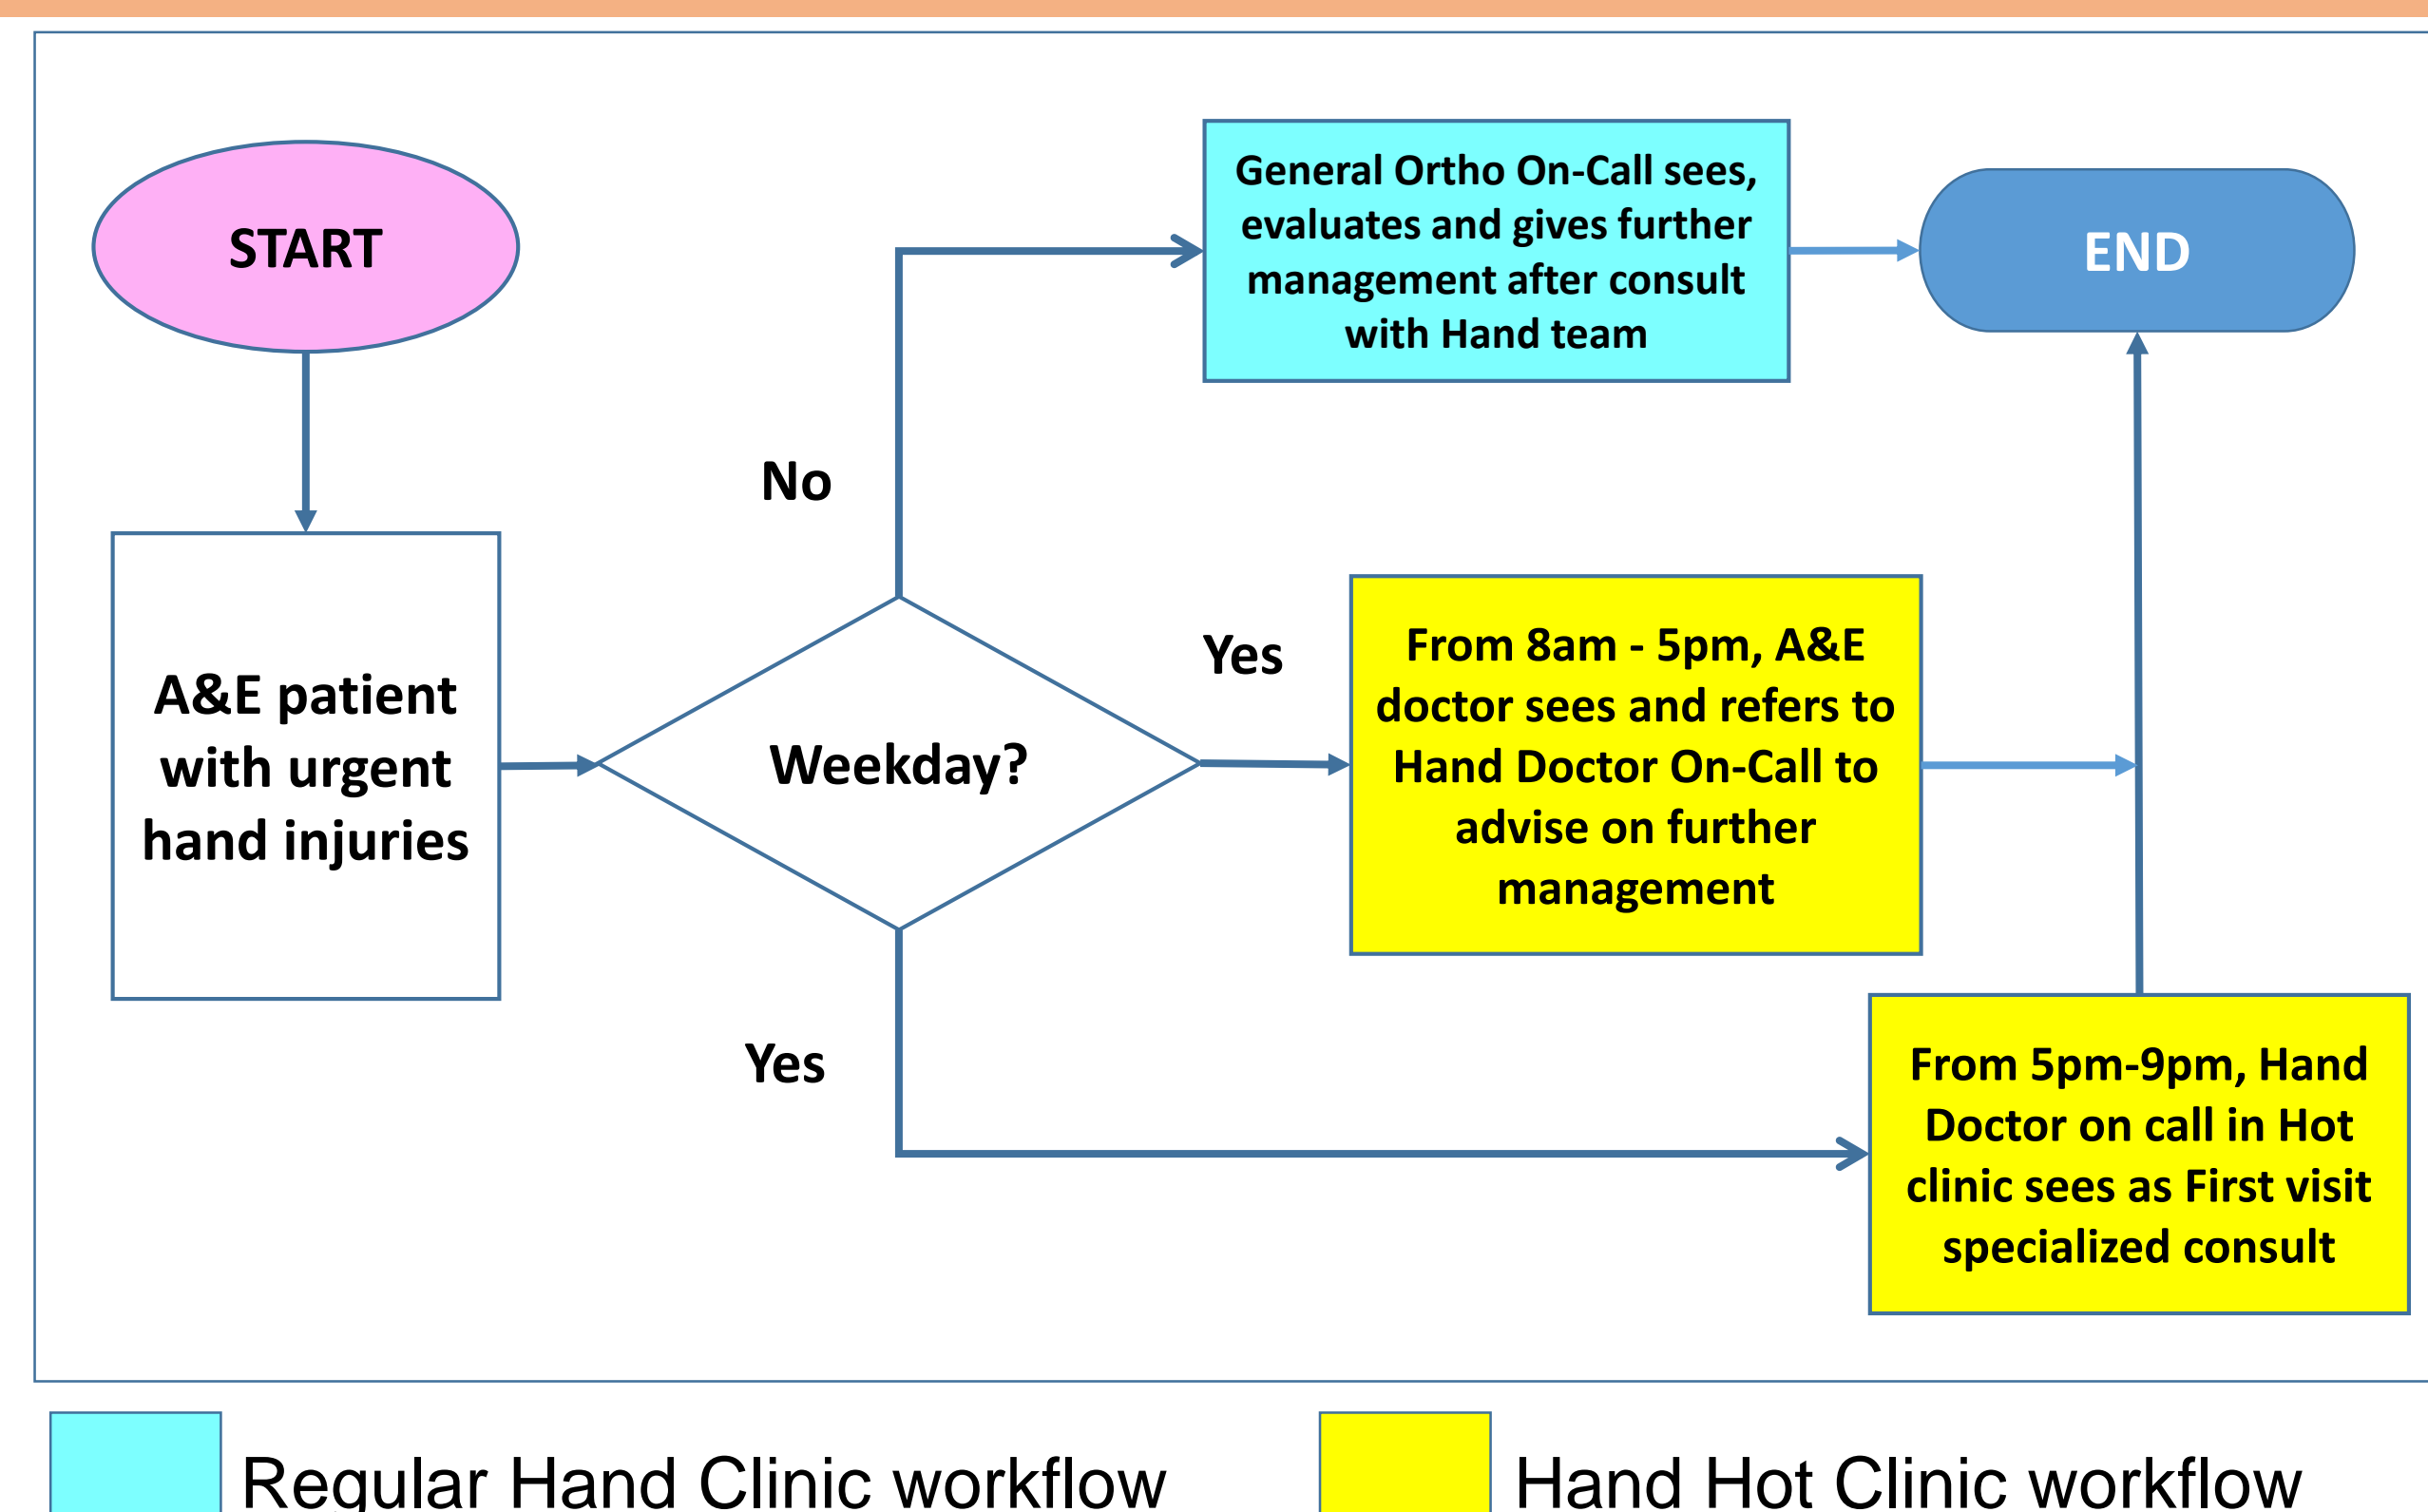 START
General Ortho On-Call sees,
evaluates and gives further
management after consult
with Hand team
END
No
A&E patient
with urgent
hand injuries
Weekday?
Yes
From 8am - 5pm, A&E
doctor sees and refers to
Hand Doctor On-Call to
advise on further
management
Yes
From 5pm-9pm, Hand
Doctor on call in Hot
clinic sees as First visit
specialized consult
Regular Hand Clinic workflow
Hand Hot Clinic workflow